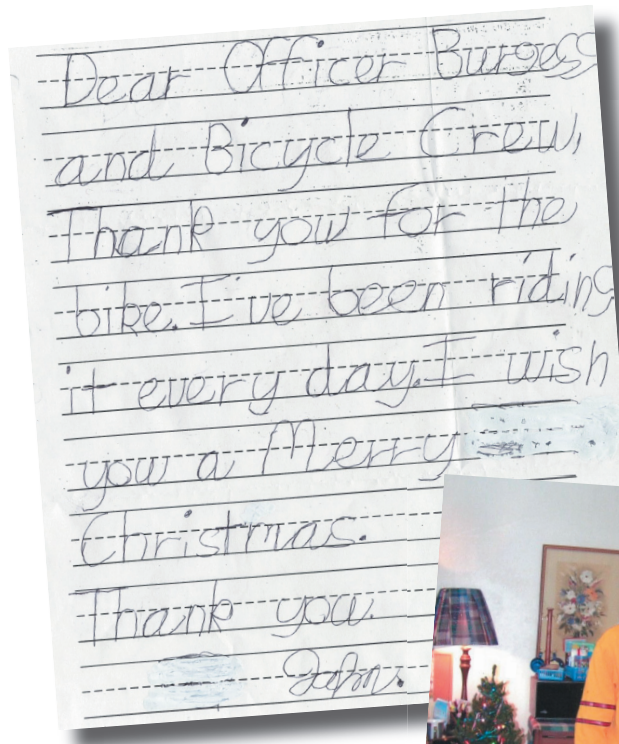 Dear Officer Burgess
and Bicycle Crew,
Thank you for the
bike. I've been riding
it every day. I wish
you a Merry
Christmas.
Thank you.
John.